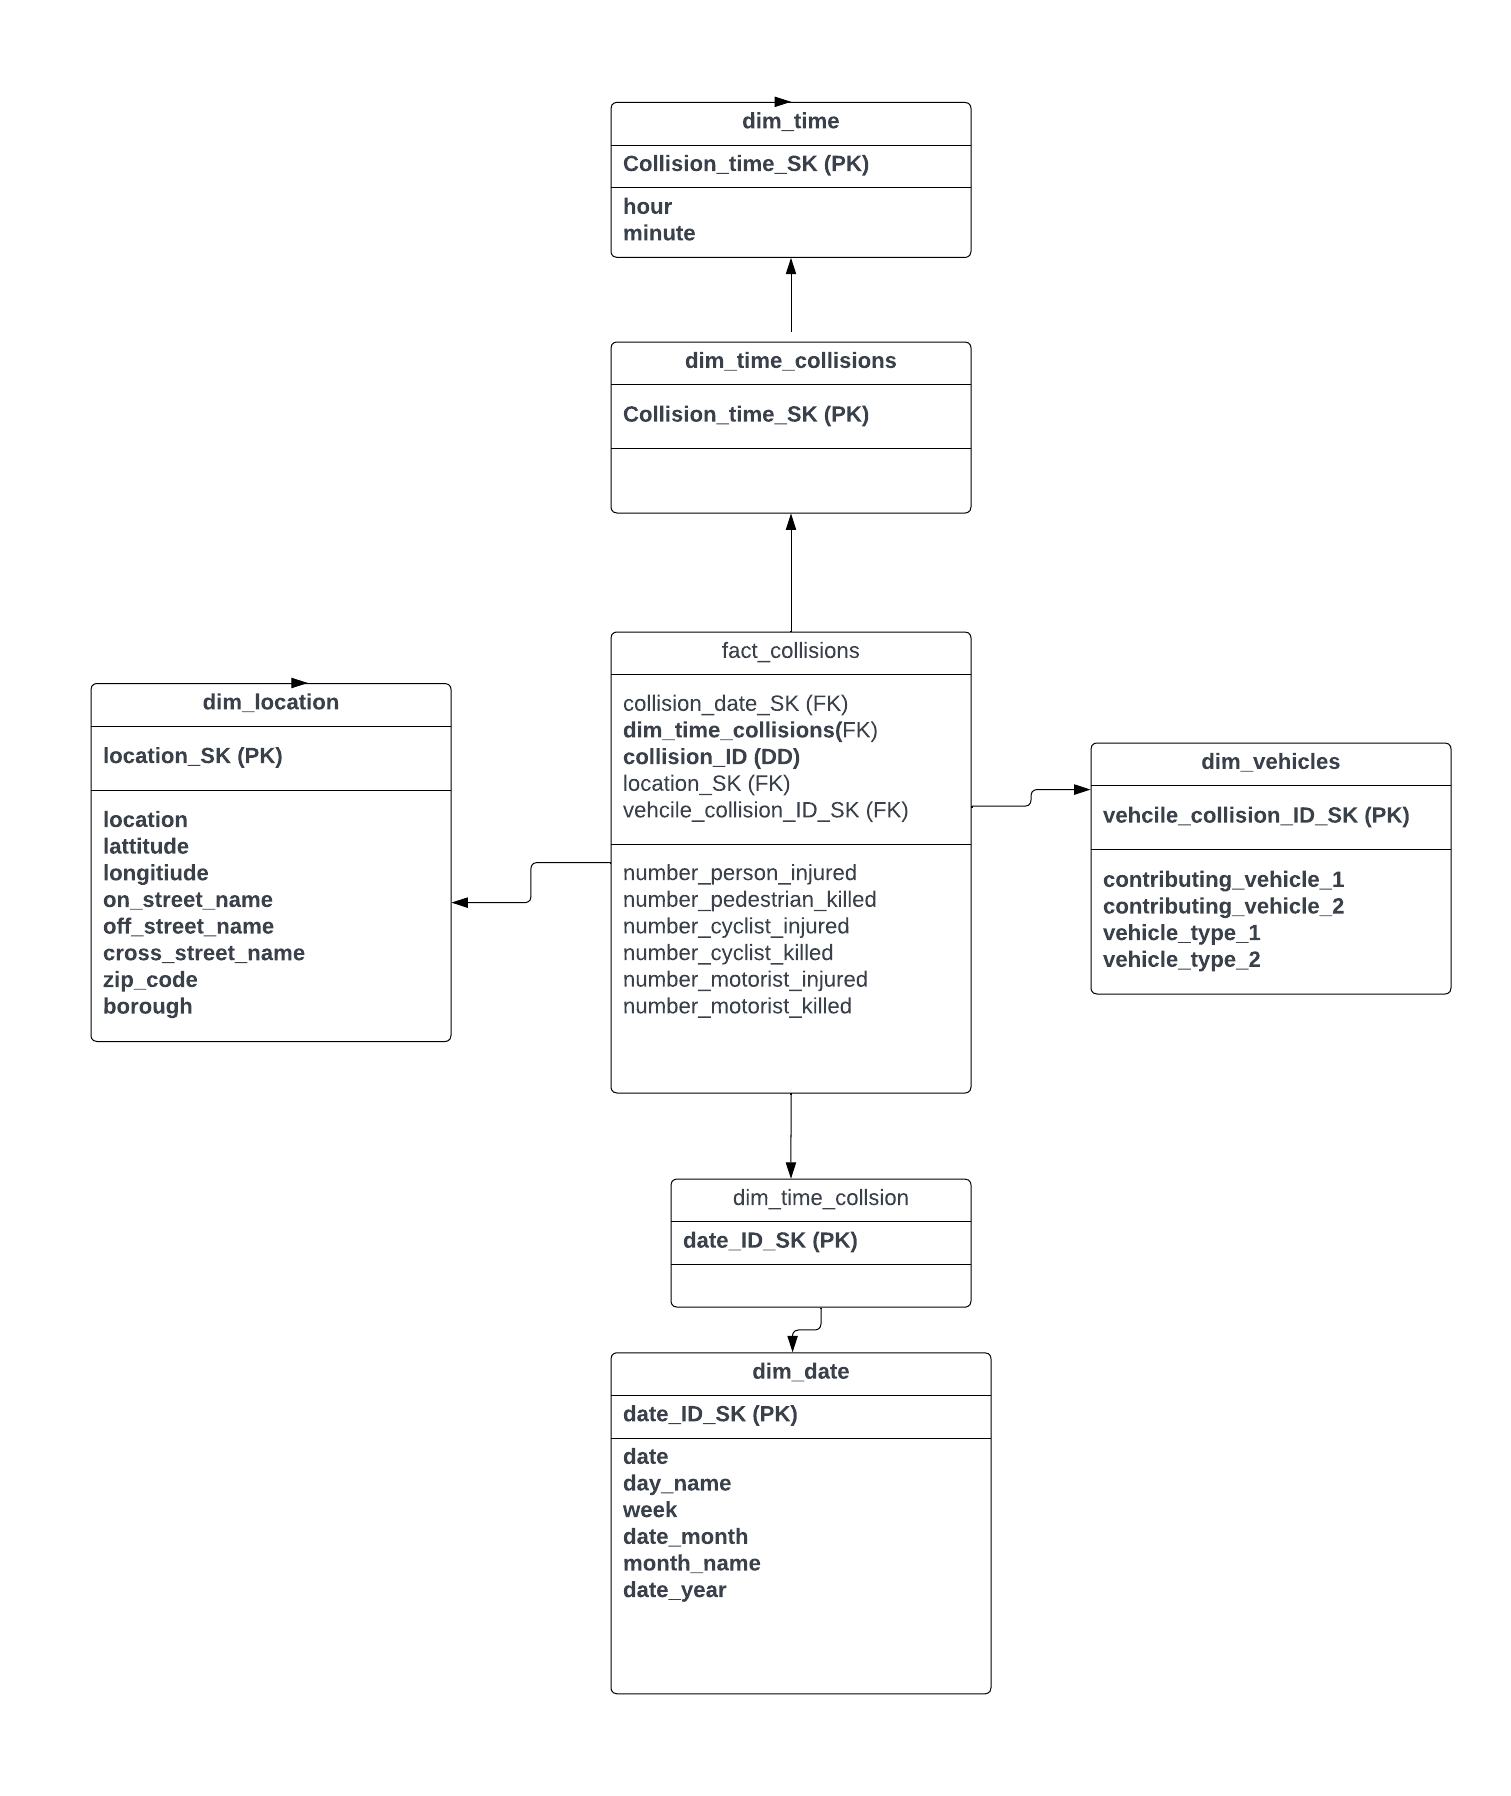 dim_time
Collision_time_SK (PK)
hour
minute
dim_time_collisions
Collision_time_SK (PK)
fact_collisions
collision_date_SK (FK)
dim_time_collisions(FK)
collision_ID (DD)
location_SK (FK)
vehcile_collision_ID_SK (FK)
number_person_injured
number_pedestrian_killed
number_cyclist_injured
number_cyclist_killed
number_motorist_injured
number_motorist_killed
dim_location
location_SK (PK)
location
lattitude
longitiude
on_street_name
off_street_name
cross_street_name
zip_code
borough
dim_vehicles
vehcile_collision_ID_SK (PK)
contributing_vehicle_1
contributing_vehicle_2
vehicle_type_1
vehicle_type_2
dim_time_collsion
date_ID_SK (PK)
dim_date
date_ID_SK (PK)
date
day_name
week
date_month
month_name
date_year